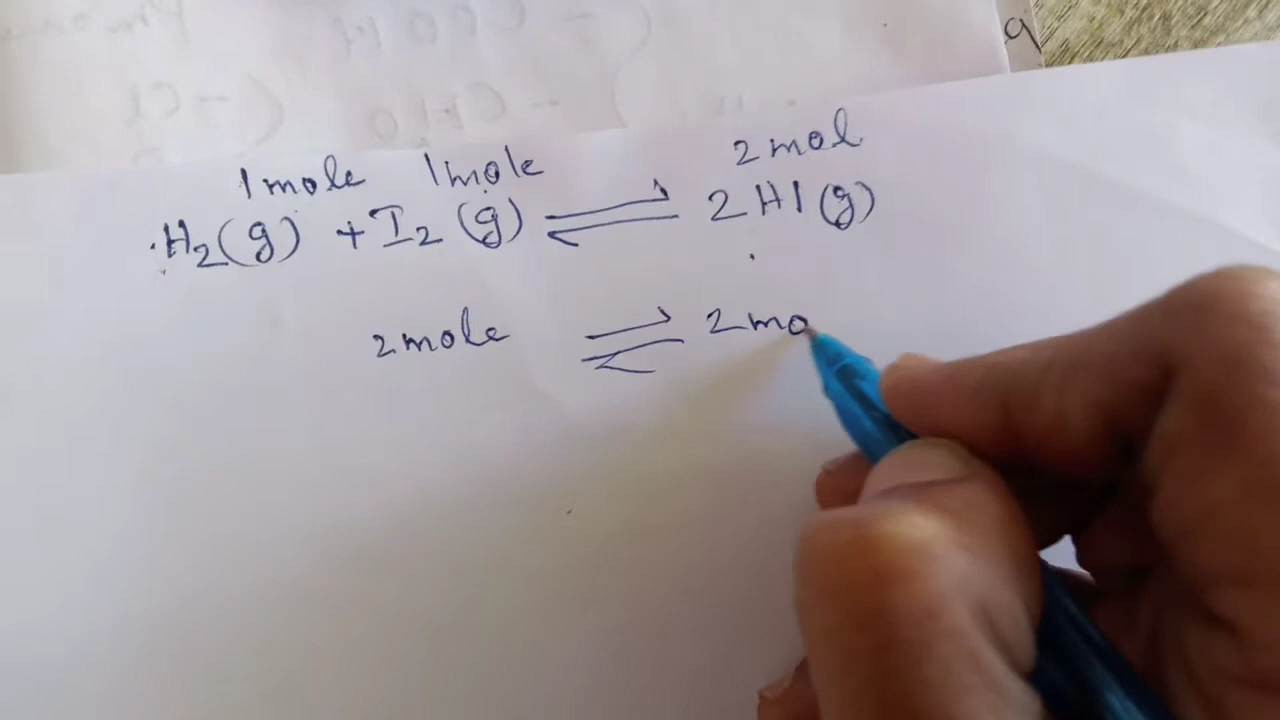 1mole 1mole 2mol
H₂(g) + I₂ (g) ⇌ 2HI(g)
2mole ⇌ 2mo